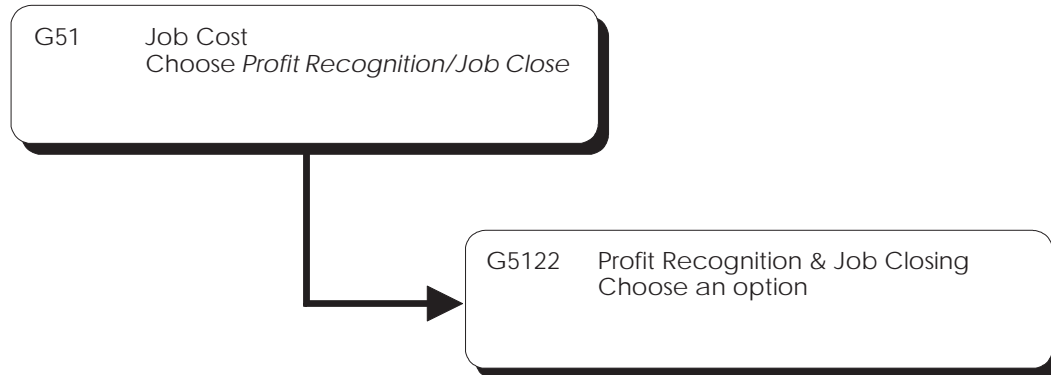 G51 Job Cost
Choose Profit Recognition/Job Close
G5122 Profit Recognition & Job Closing
Choose an option